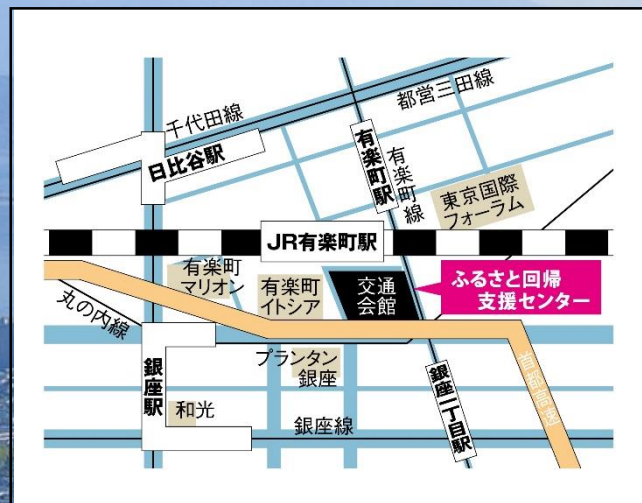 千代田線
都営三田線
日比谷駅
有楽町駅
有楽町線
東京国際
フォーラム
JR有楽町駅
有楽町
マリオン
有楽町
イトシア
交通
会館
ふるさと回帰
支援センター
丸の内線
プランタン
銀座
首都高速
銀座駅
和光
銀座線
銀座一丁目駅